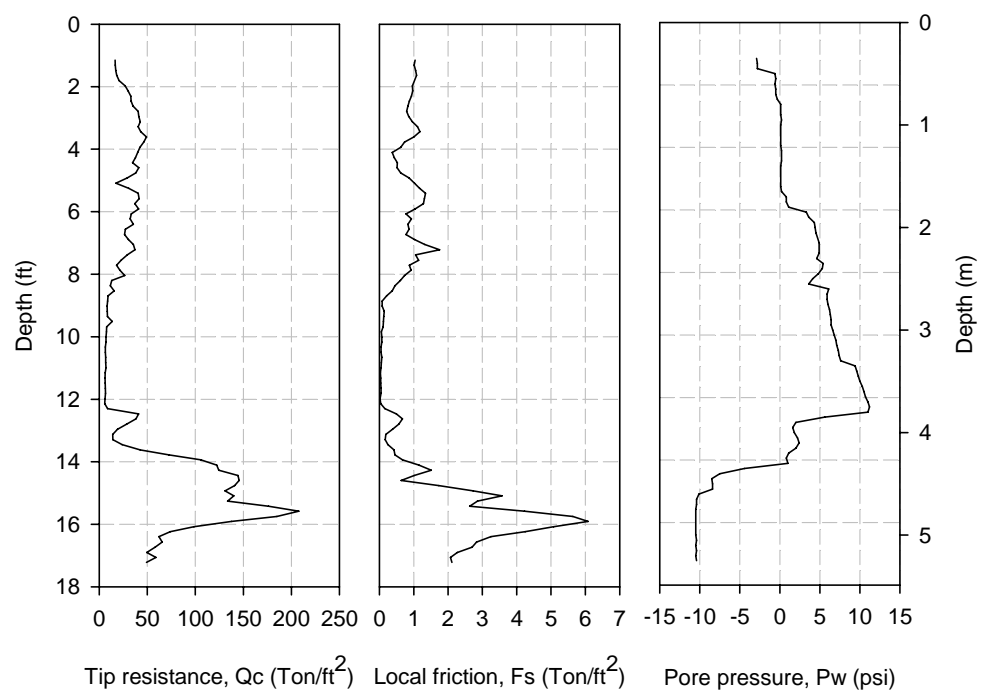 0
2
4
6
8
10
12
14
16
18
Depth (ft)
0 50 100 150 200 250
Tip resistance, Qc (Ton/ft2)
0 1 2 3 4 5 6 7
Local friction, Fs (Ton/ft2)
-15 -10 -5 0 5 10 15
Pore pressure, Pw (psi)
0
1
2
3
4
5
Depth (m)